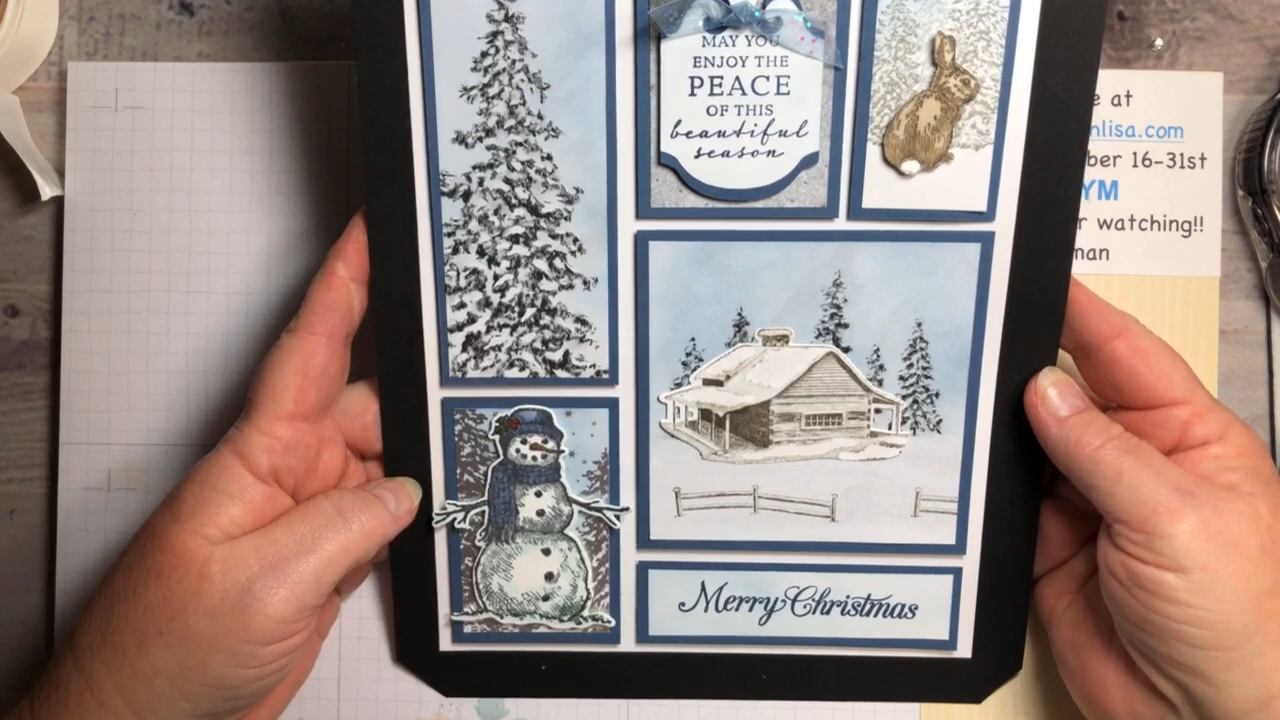 MAY YOU
ENJOY THE
PEACE
OF THIS
beautiful
season
Merry Christmas
e at
nlisa.com
ber 16-31st
YM
r watching!!
man